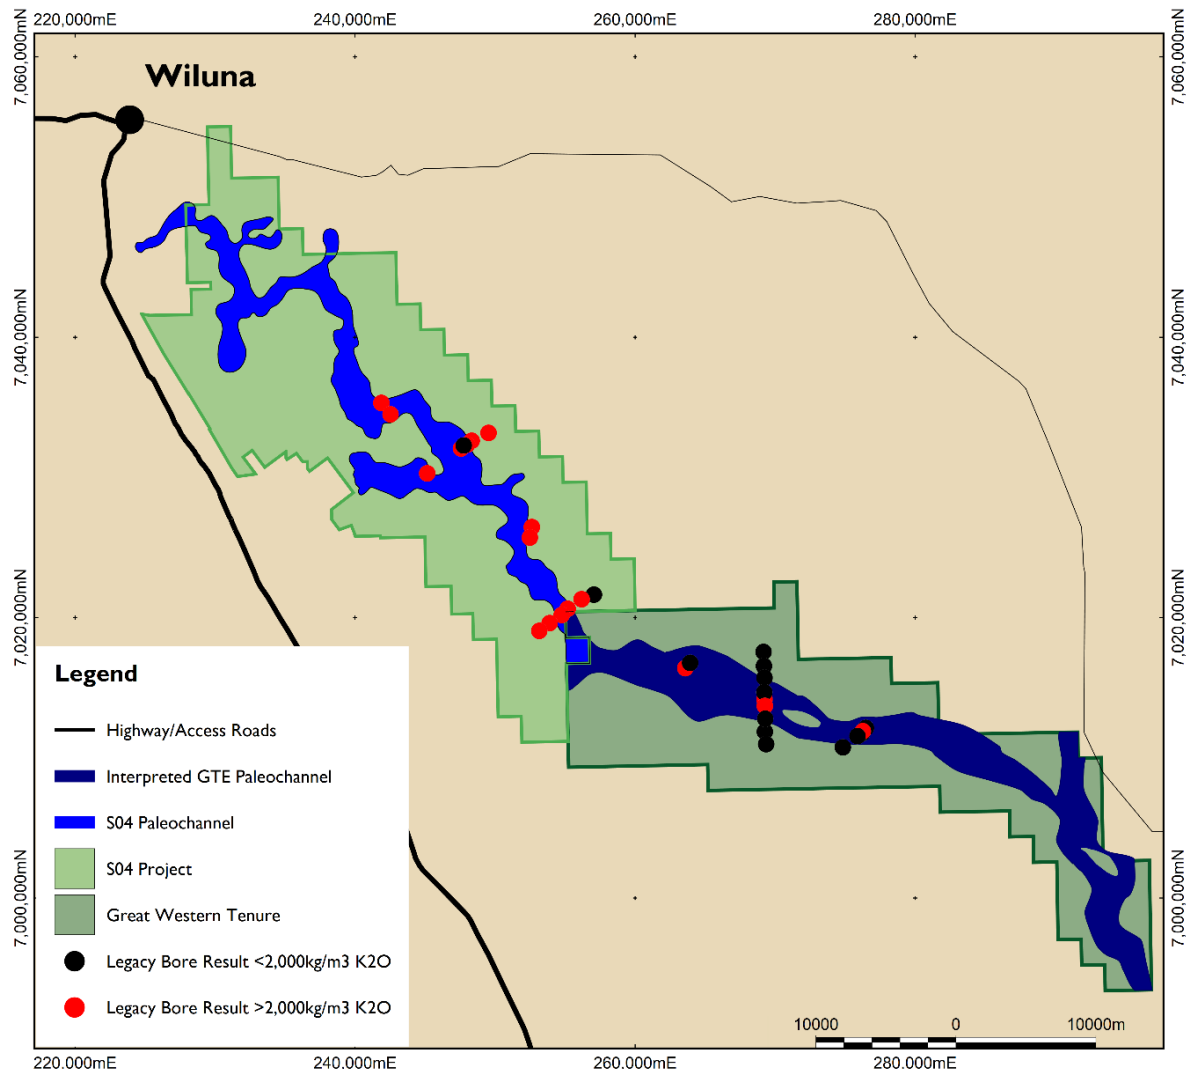 220,000mE
240,000mE
260,000mE
280,000mE
7,060,000mN
7,060,000mN
Wiluna
7,040,000mN
7,040,000mN
7,020,000mN
7,020,000mN
Legend
Highway/Access Roads
Interpreted GTE Paleochannel
S04 Paleochannel
S04 Project
Great Western Tenure
Legacy Bore Result <2,000kg/m3 K2O
Legacy Bore Result >2,000kg/m3 K2O
7,000,000mN
7,000,000mN
10000 0 10000m
220,000mE
240,000mE
260,000mE
280,000mE